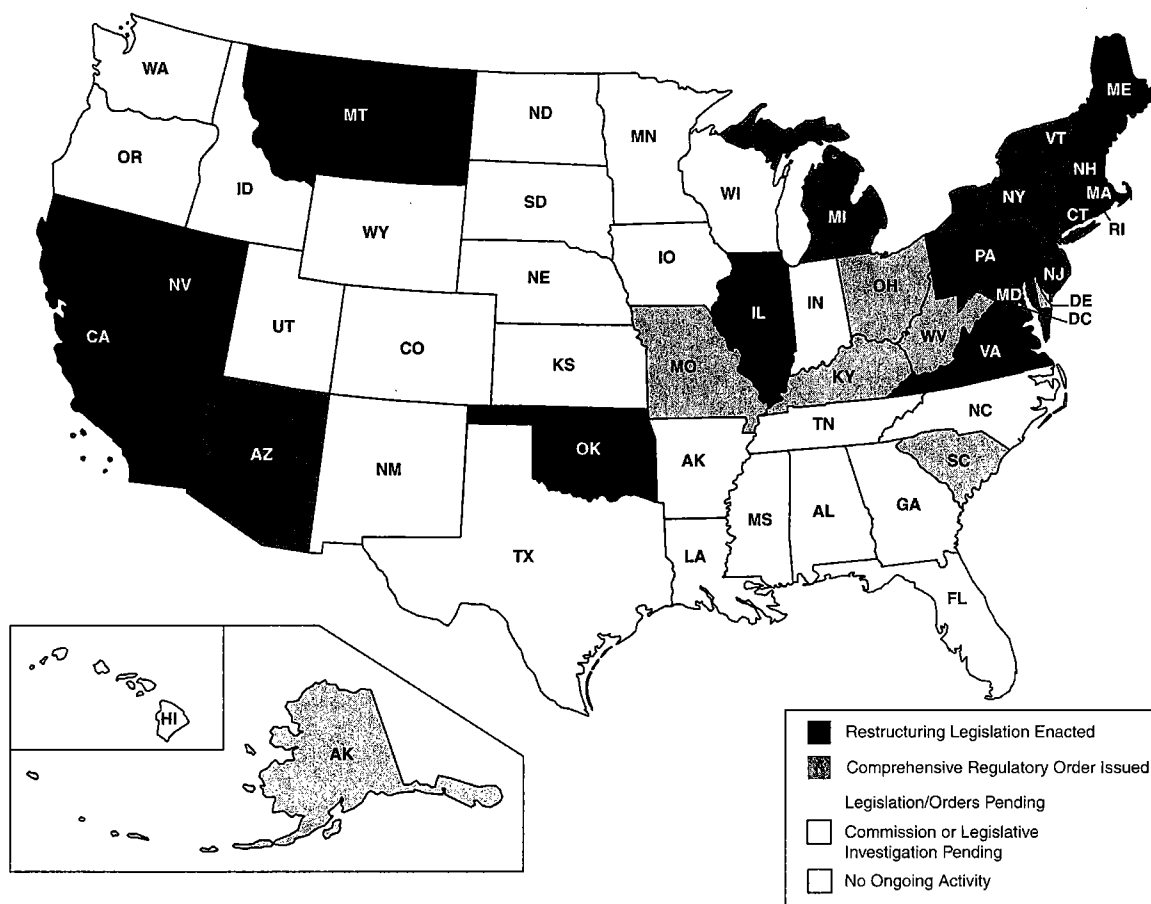 WA
MT
ND
MN
ME
VT
NH
OR
ID
SD
WI
MI
NY
MA
CT
RI
WY
IO
PA
NJ
NE
NV
UT
IL
IN
OH
MD
DE
DC
CA
CO
WV
VA
KS
MO
KY
NC
TN
AZ
NM
OK
AK
SC
MS
AL
GA
TX
LA
FL
HI
AK
Restructuring Legislation Enacted
Comprehensive Regulatory Order Issued
Legislation/Orders Pending
Commission or Legislative
Investigation Pending
No Ongoing Activity